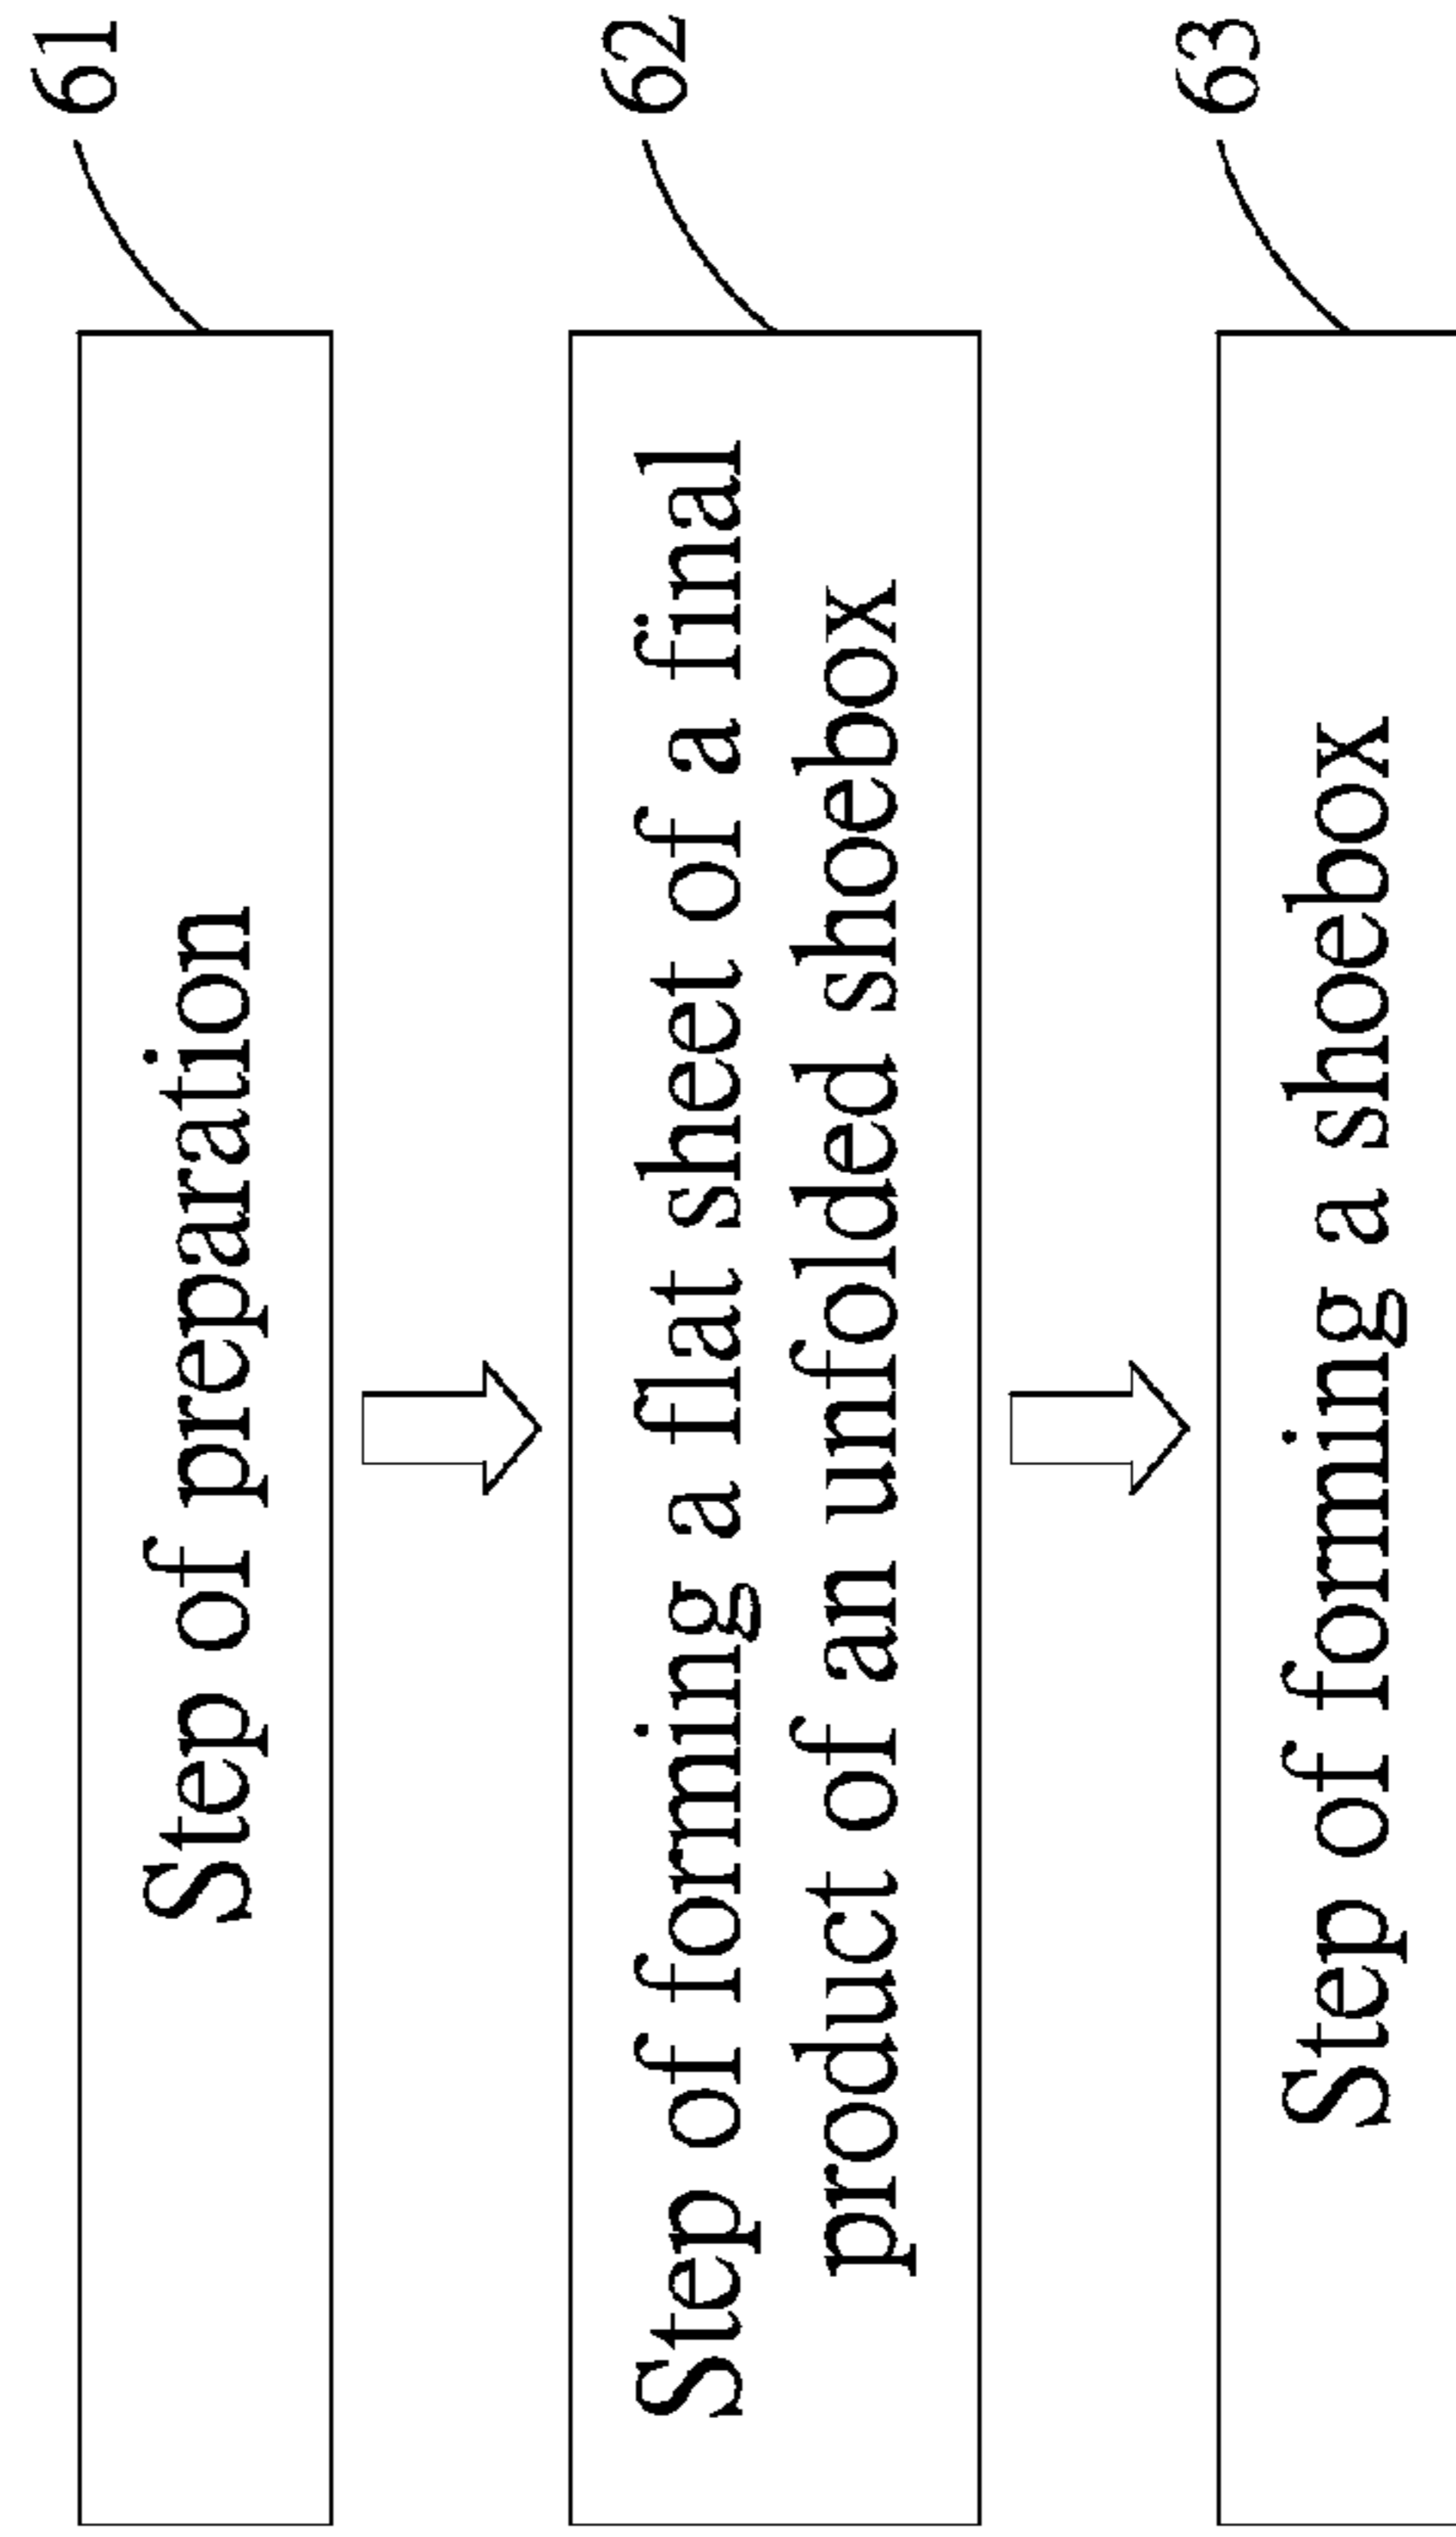 61
Step of preparation
62
Step of forming a flat sheet of a final
product of an unfolded shoebox
63
Step of forming a shoebox